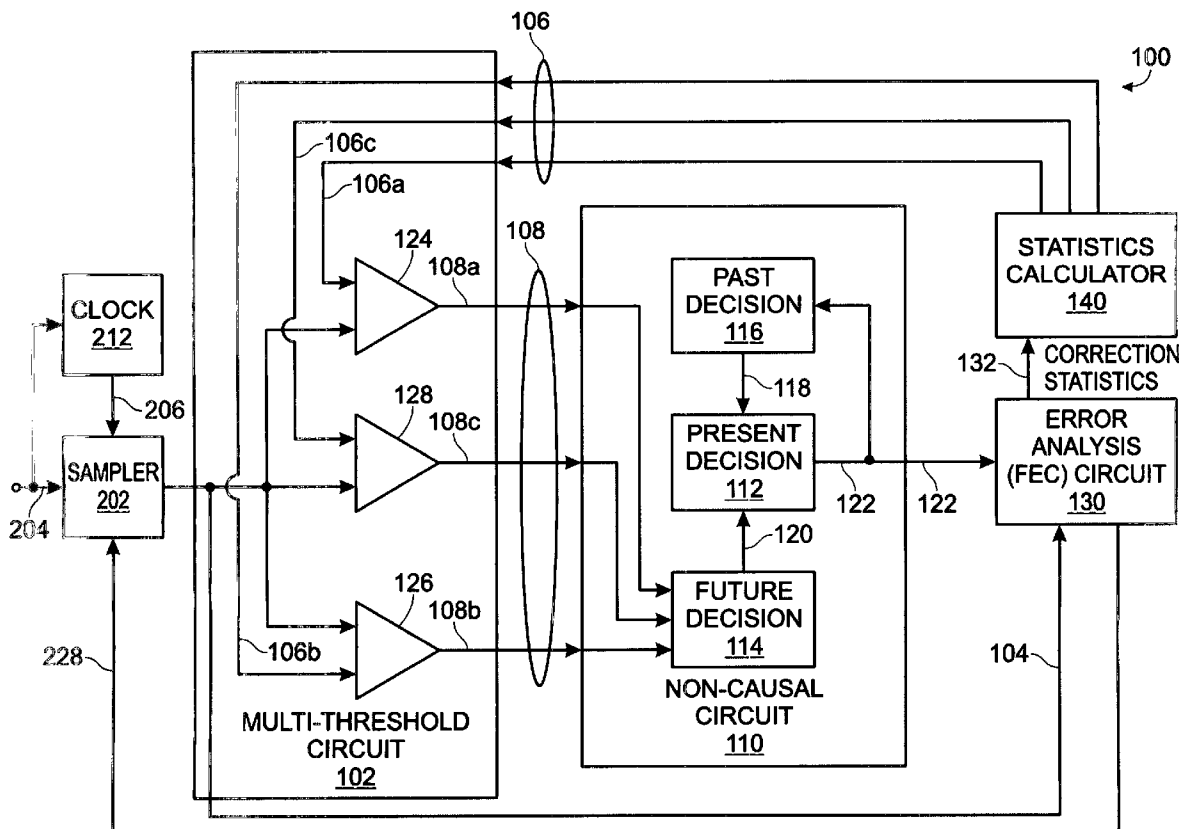 106
100
106c
106a
124
108a
108
PAST
DECISION
116
STATISTICS
CALCULATOR
140
CLOCK
212
132
CORRECTION
STATISTICS
118
206
128
108c
PRESENT
DECISION
112
122
122
ERROR
ANALYSIS
(FEC) CIRCUIT
130
SAMPLER
202
204
120
126
108b
FUTURE
DECISION
114
106b
228
104
MULTI-THRESHOLD
CIRCUIT
102
NON-CAUSAL
CIRCUIT
110